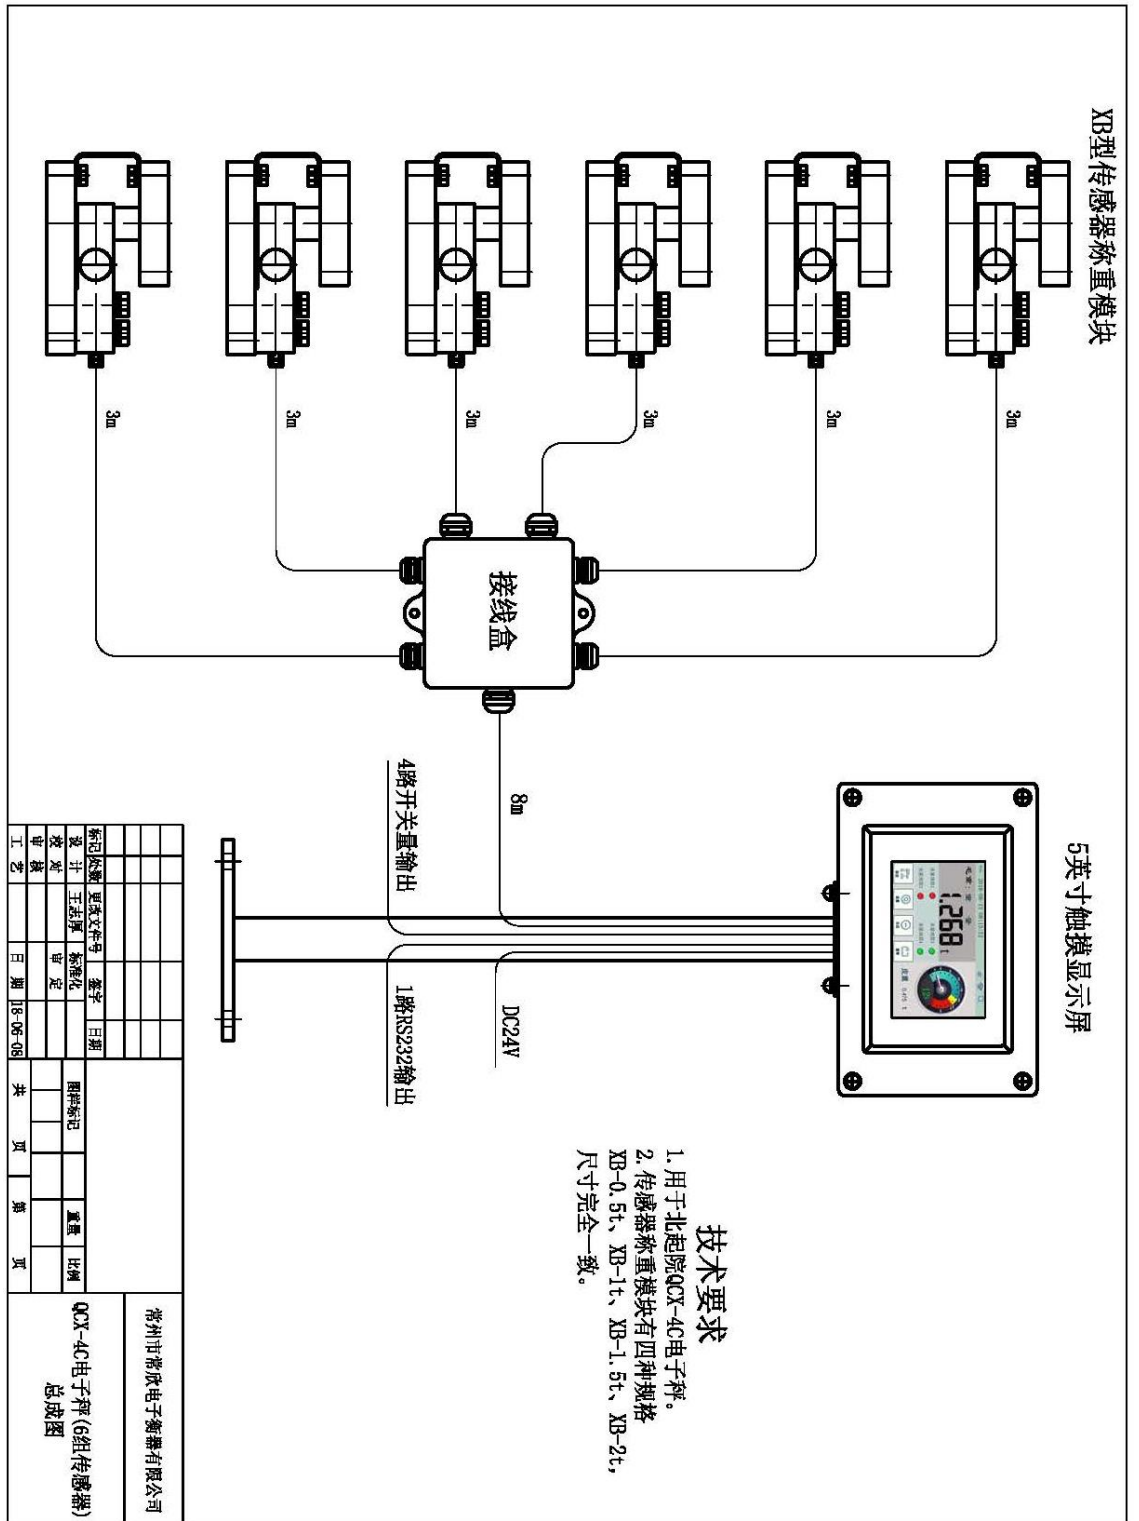 XB型传感器称重模块
3m
3m
3m
3m
3m
3m
接线盒
8m
5英寸触摸显示屏
1.268
t
4路开关量输出
1路RS232输出
DC24V
技术要求
1.用于北起院QCX-4C电子秤。
2.传感器称重模块有四种规格
XB-0.5t、XB-1t、XB-1.5t、XB-2t,
尺寸完全一致。
标记 处数 更改文件号 签字 日期
设计 王志厚 标准化
校对 审定
审核
工艺 日期 18-06-08
图样标记 重量 比例
共 页 第 页
常州市常欣电子衡器有限公司
QCX-4C电子秤(6组传感器)
总成图